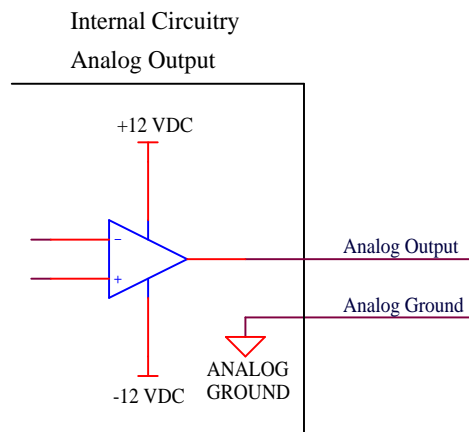 Internal Circuitry
Analog Output
+12 VDC
−
+
Analog Output
Analog Ground
ANALOG
GROUND
-12 VDC